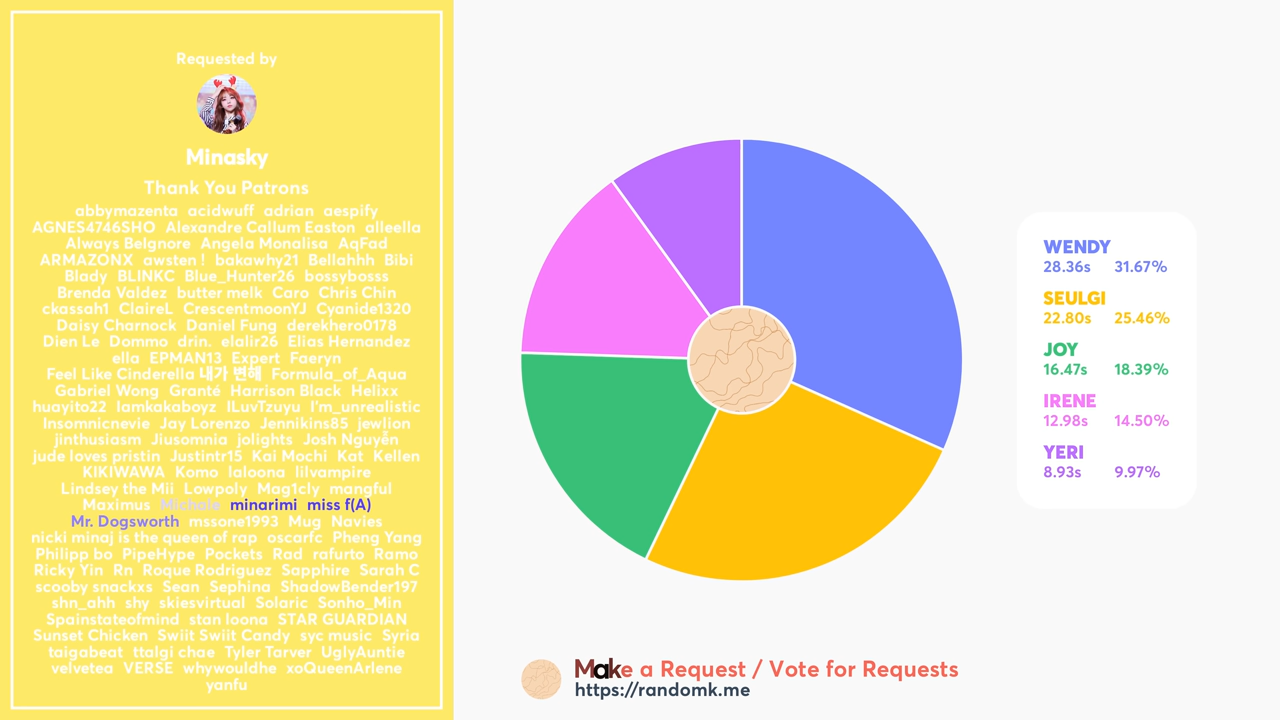 Requested by
Minasky
Thank You Patrons
abbymazenta acidwuff adrian aespify
AGNES4746SHO Alexandre Callum Easton alleella
Always Belgnore Angela Monalisa AqFad
ARMAZONX awsten ! bakawhy21 Bellahhh Bibi
Blady BLINKC Blue_Hunter26 bossybosss
Brenda Valdez butter melk Caro Chris Chin
ckassah1 ClaireL CrescentmoonYJ Cyanide1320
Daisy Charnock Daniel Fung derekhero0178
Dien Le Dommo drin. elalir26 Elias Hernandez
ella EPMAN13 Expert Faeryn
Feel Like Cinderella 내가 변해 Formula_of_Aqua
Gabriel Wong Granté Harrison Black Helixx
huayito22 Iamkakaboyz ILuvTzuyu I'm_unrealistic
Insomnicnevie Jay Lorenzo Jennikins85 jewlion
jinthusiasm Jiusomnia jolights Josh Nguyễn
jude loves pristin Justintr15 Kai Mochi Kat Kellen
KIKIWAWA Komo laloona lilvampire
Lindsey the Mii Lowpoly Mag1cly mangful
Maximus Michole minarimi miss f(A)
Mr. Dogsworth mssone1993 Mug Navies
nicki minaj is the queen of rap oscarfc Pheng Yang
Philipp bo PipeHype Pockets Rad rafurto Ramo
Ricky Yin Rn Roque Rodriguez Sapphire Sarah C
scooby snackxs Sean Sephina ShadowBender197
shn_ahh shy skiesvirtual Solaric Sonho_Min
Spainstateofmind stan loona STAR GUARDIAN
Sunset Chicken Swiit Swiit Candy syc music Syria
taigabeat ttalgi chae Tyler Tarver UglyAuntie
velvetea VERSE whywouldhe xoQueenArlene
yanfu
WENDY
28.36s 31.67%
SEULGI
22.80s 25.46%
JOY
16.47s 18.39%
IRENE
12.98s 14.50%
YERI
8.93s 9.97%
Make a Request / Vote for Requests
https://randomk.me